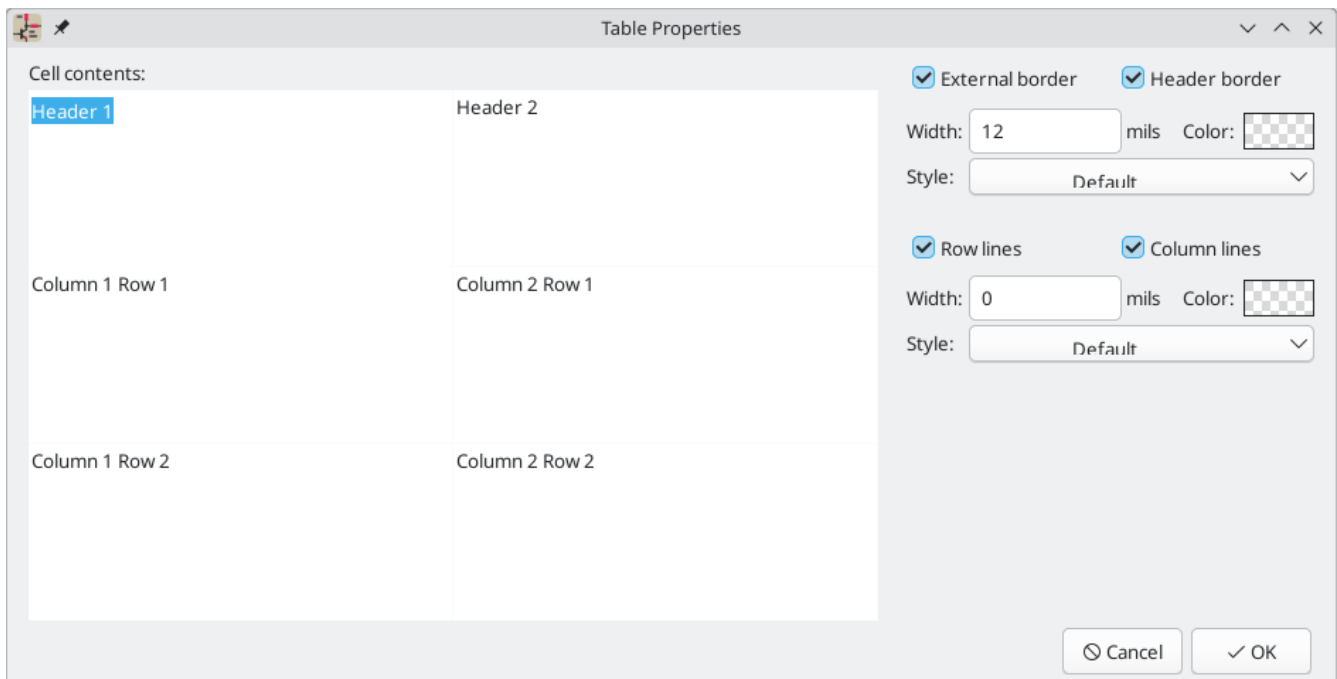 Table Properties
Cell contents:
Header 1
Header 2
Column 1 Row 1
Column 2 Row 1
Column 1 Row 2
Column 2 Row 2
External border
Header border
Width: 12 mils Color:
Style: Default
Row lines
Column lines
Width: 0 mils Color:
Style: Default
Cancel
OK